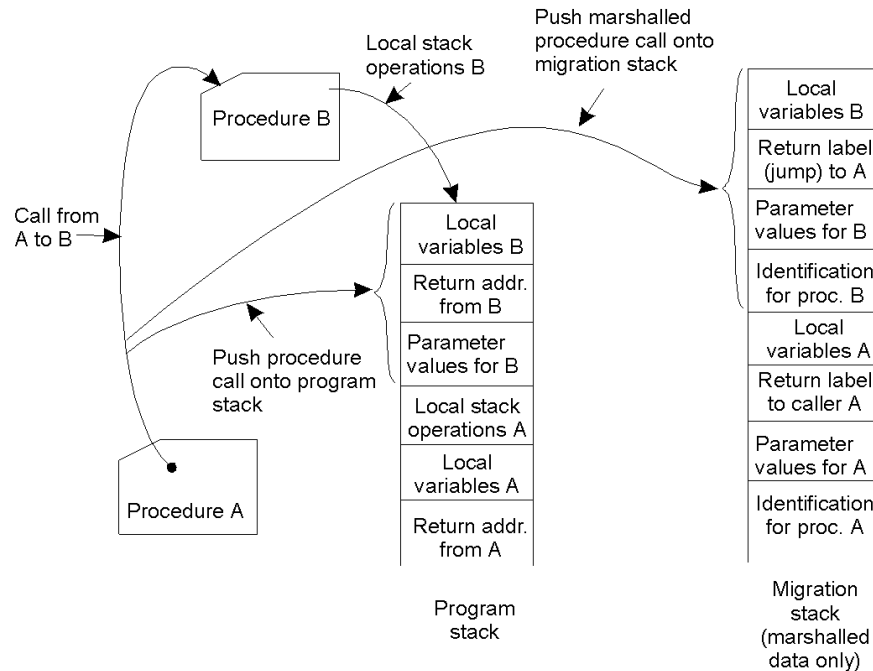 Push marshalled
procedure call onto
migration stack
Local stack
operations B
Procedure B
Call from
A to B
Push procedure
call onto program
stack
Procedure A
Local
variables B
Return addr.
from B
Parameter
values for B
Local stack
operations A
Local
variables A
Return addr.
from A
Program
stack
Local
variables B
Return label
(jump) to A
Parameter
values for B
Identification
for proc. B
Local
variables A
Return label
to caller A
Parameter
values for A
Identification
for proc. A
Migration
stack
(marshalled
data only)